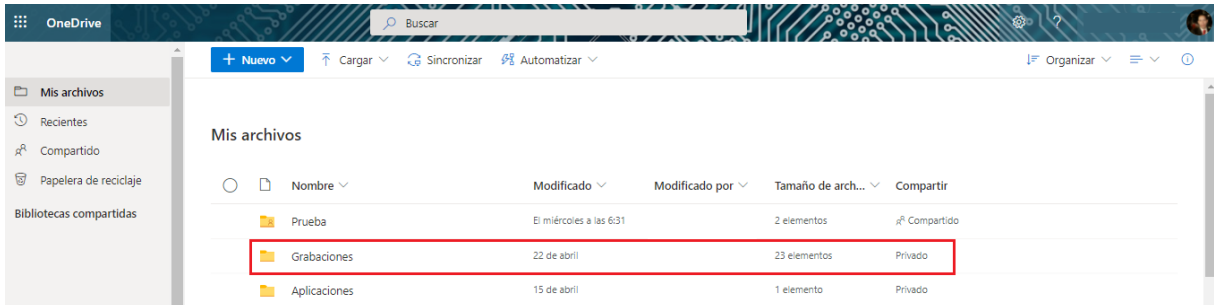 OneDrive
Buscar
?
+ Nuevo
Cargar
Sincronizar
Automatizar
Organizar
Mis archivos
Recientes
Compartido
Papelera de reciclaje
Bibliotecas compartidas
Mis archivos
Nombre Modificado Modificado por Tamaño de arch... Compartir
Prueba El miércoles a las 6:31 2 elementos Compartido
Grabaciones 22 de abril 23 elementos Privado
Aplicaciones 15 de abril 1 elemento Privado